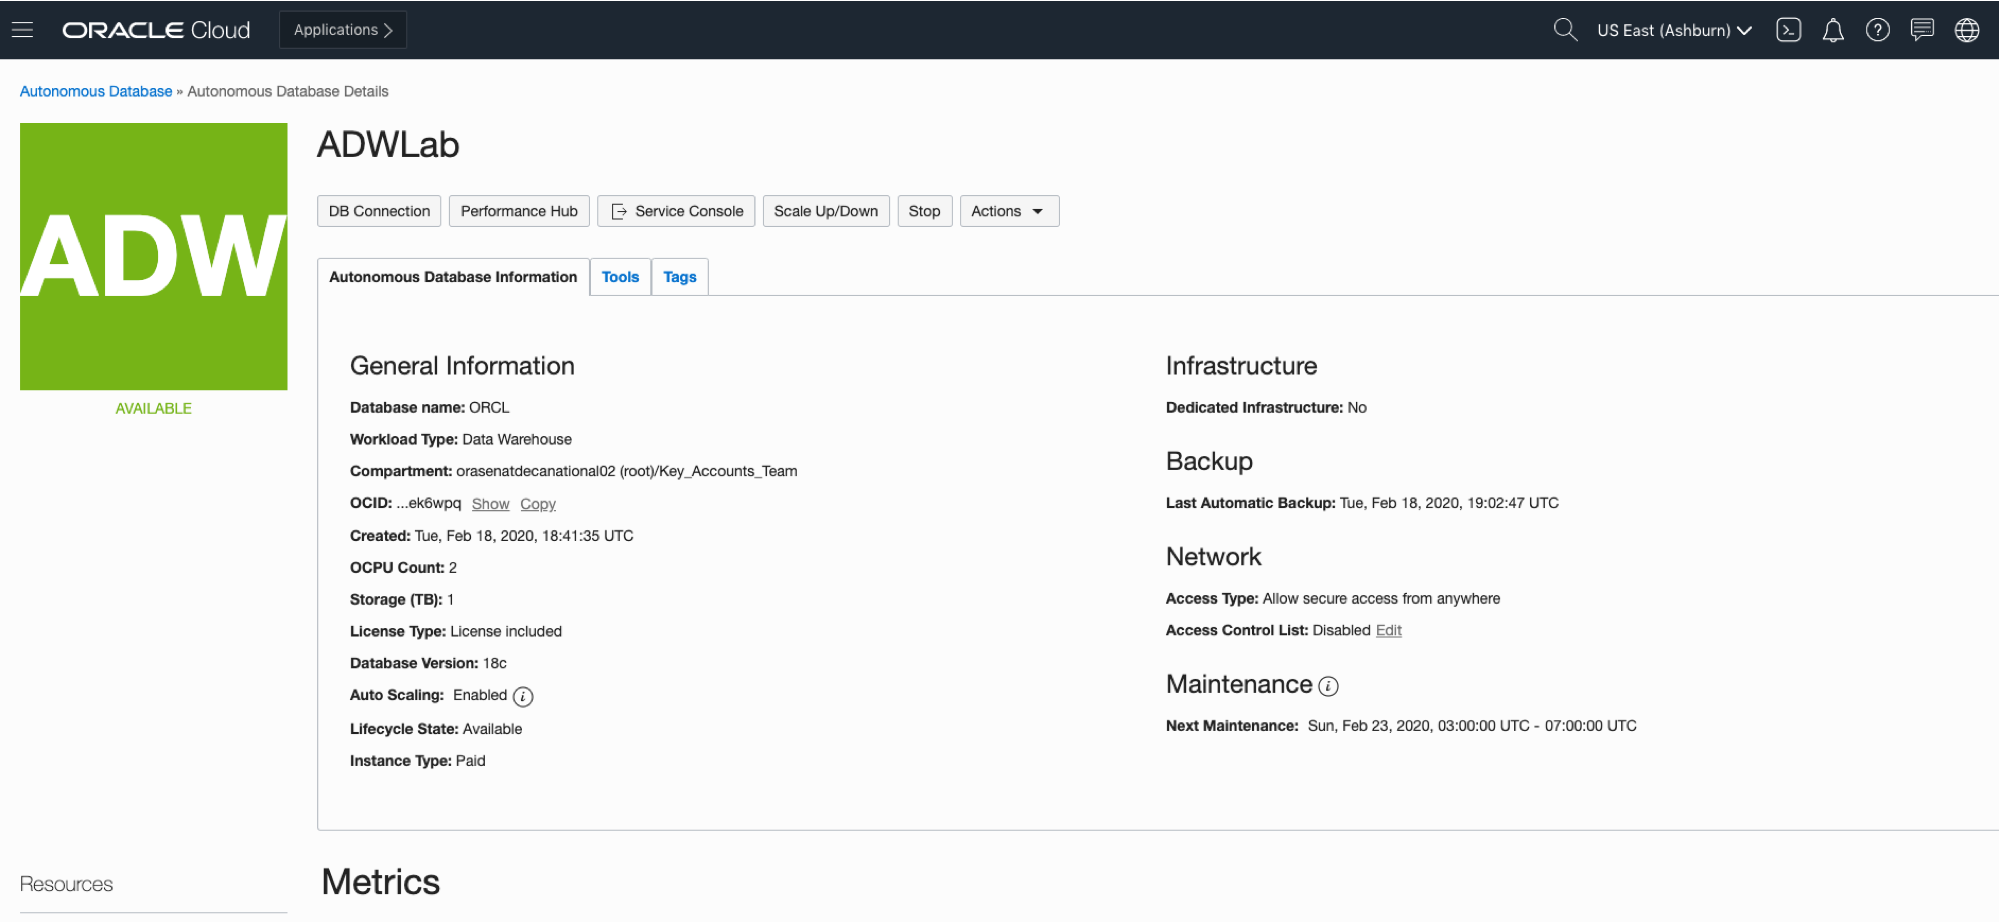 ORACLE Cloud
Applications
US East (Ashburn)
Autonomous Database » Autonomous Database Details
ADW
AVAILABLE
ADWLab
DB Connection
Performance Hub
Service Console
Scale Up/Down
Stop
Actions
Autonomous Database Information
Tools
Tags
General Information
Database name: ORCL
Workload Type: Data Warehouse
Compartment: orasenatdecanational02 (root)/Key_Accounts_Team
OCID: ...ek6wpq Show Copy
Created: Tue, Feb 18, 2020, 18:41:35 UTC
OCPU Count: 2
Storage (TB): 1
License Type: License included
Database Version: 18c
Auto Scaling: Enabled
Lifecycle State: Available
Instance Type: Paid
Infrastructure
Dedicated Infrastructure: No
Backup
Last Automatic Backup: Tue, Feb 18, 2020, 19:02:47 UTC
Network
Access Type: Allow secure access from anywhere
Access Control List: Disabled Edit
Maintenance
Next Maintenance: Sun, Feb 23, 2020, 03:00:00 UTC - 07:00:00 UTC
Resources
Metrics